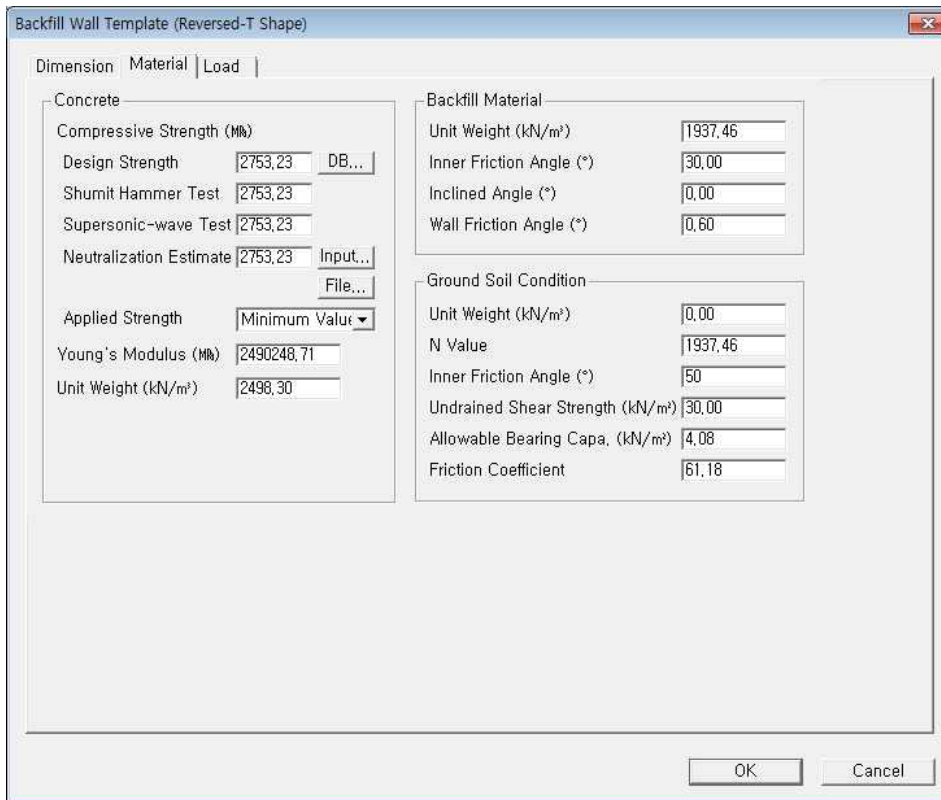 Backfill Wall Template (Reversed-T Shape)
Dimension Material Load
Concrete
Compressive Strength (㎫)
Design Strength 2753,23 DB...
Shumit Hammer Test 2753,23
Supersonic-wave Test 2753,23
Neutralization Estimate 2753,23 Input...
File...
Applied Strength Minimum Value
Young's Modulus (㎫) 2490248,71
Unit Weight (kN/m³) 2498,30
Backfill Material
Unit Weight (kN/m³) 1937,46
Inner Friction Angle (°) 30,00
Inclined Angle (°) 0,00
Wall Friction Angle (°) 0,60
Ground Soil Condition
Unit Weight (kN/m³) 0,00
N Value 1937,46
Inner Friction Angle (°) 50
Undrained Shear Strength (kN/m²) 30,00
Allowable Bearing Capa, (kN/m²) 4,08
Friction Coefficient 61,18
OK Cancel